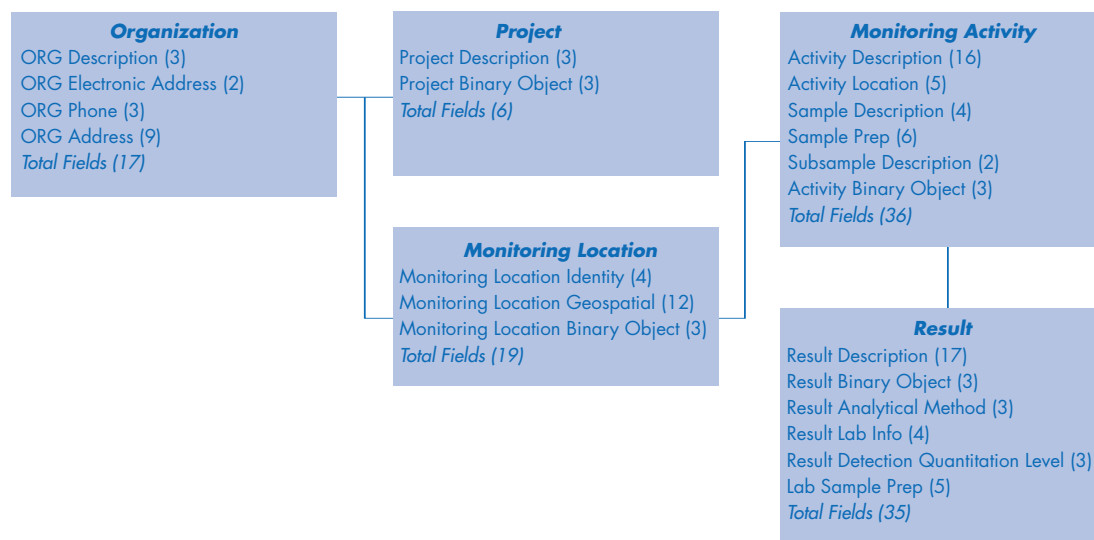 Organization
ORG Description (3)
ORG Electronic Address (2)
ORG Phone (3)
ORG Address (9)
Total Fields (17)
Project
Project Description (3)
Project Binary Object (3)
Total Fields (6)
Monitoring Location
Monitoring Location Identity (4)
Monitoring Location Geospatial (12)
Monitoring Location Binary Object (3)
Total Fields (19)
Monitoring Activity
Activity Description (16)
Activity Location (5)
Sample Description (4)
Sample Prep (6)
Subsample Description (2)
Activity Binary Object (3)
Total Fields (36)
Result
Result Description (17)
Result Binary Object (3)
Result Analytical Method (3)
Result Lab Info (4)
Result Detection Quantitation Level (3)
Lab Sample Prep (5)
Total Fields (35)